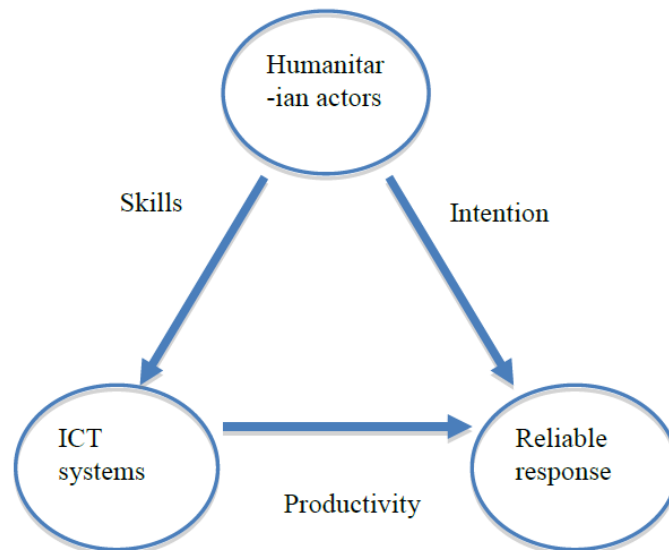 Humanitar
-ian actors
Skills
Intention
ICT
systems
Reliable
response
Productivity